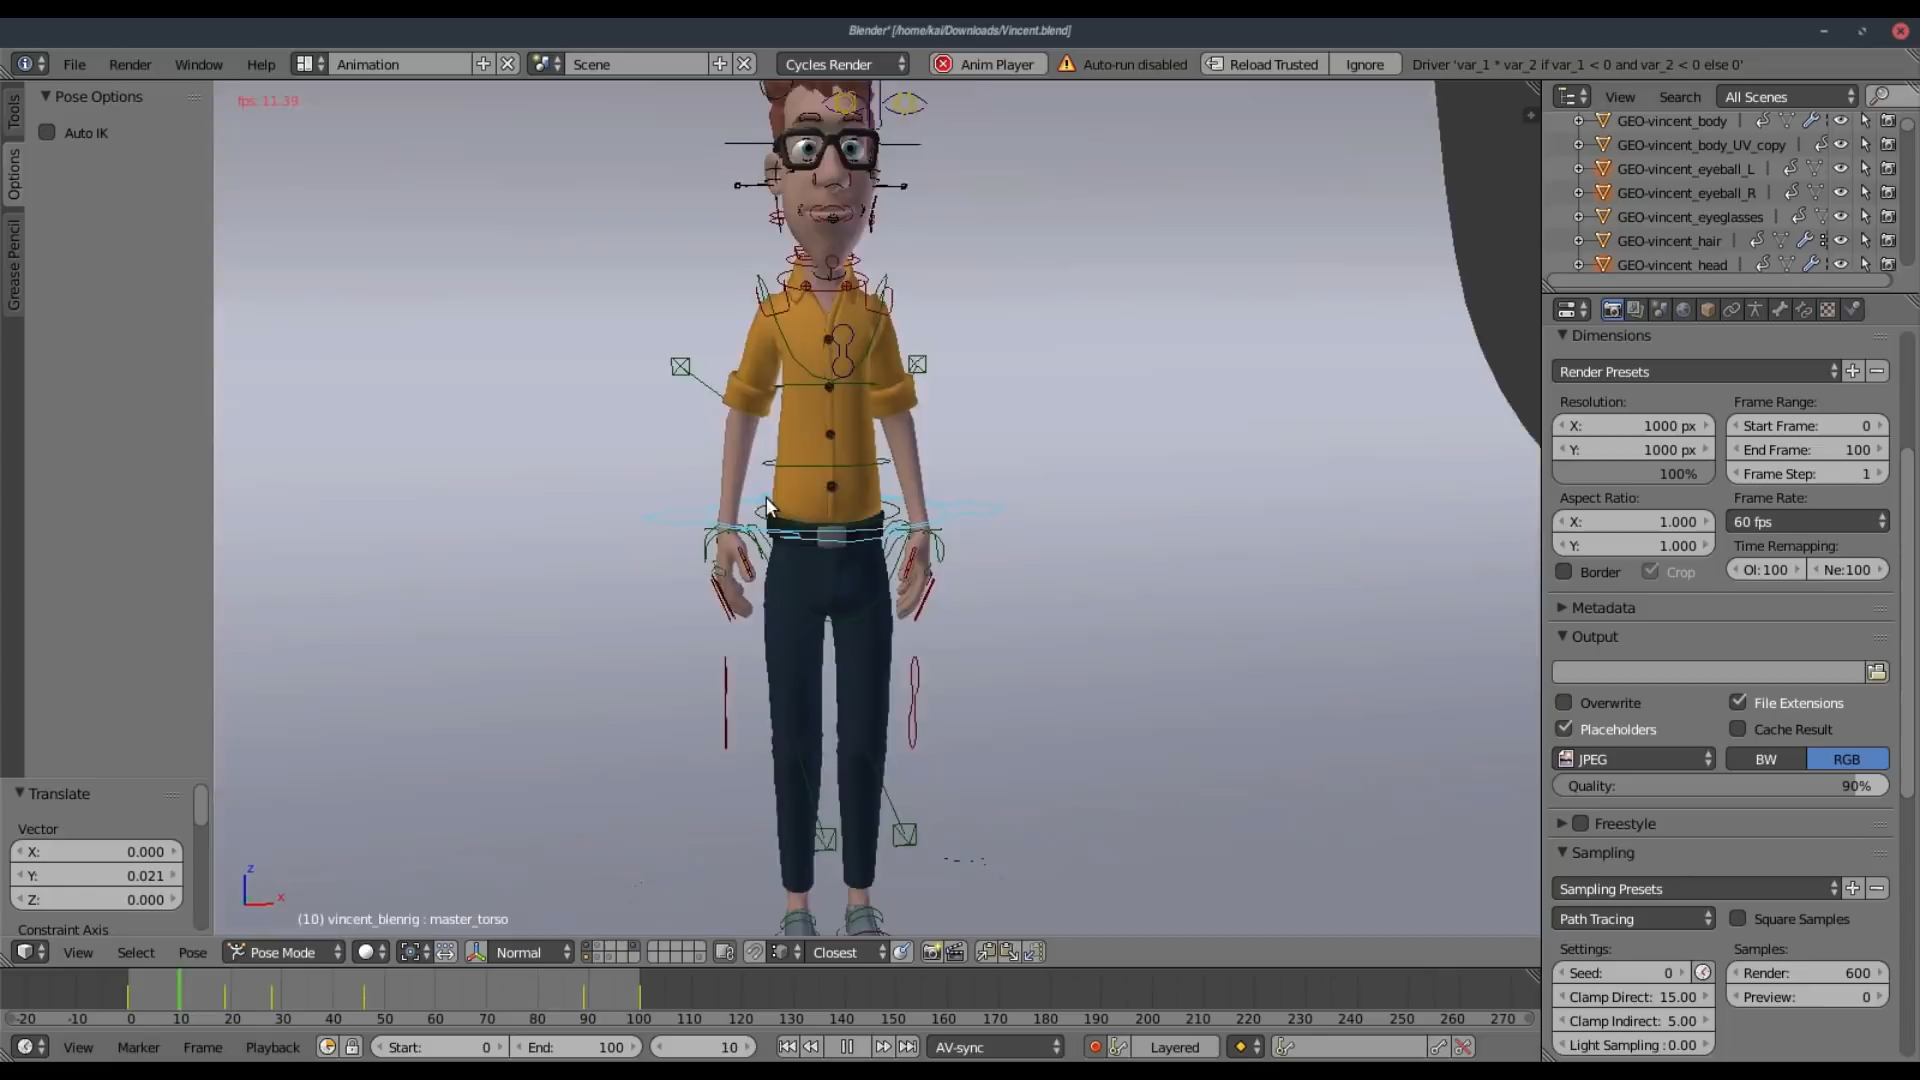 Blender* [/home/kai/Downloads/Vincent.blend]
File Render Window Help Animation Scene Cycles Render Anim Player Auto-run disabled Reload Trusted Ignore Driver 'var_1 * var_2 if var_1 < 0 and var_2 < 0 else 0'
Tools
Options
Grease Pencil
Pose Options
Auto IK
fps: 11.39
View Search All Scenes
GEO-vincent_body
GEO-vincent_body_UV_copy
GEO-vincent_eyeball_L
GEO-vincent_eyeball_R
GEO-vincent_eyeglasses
GEO-vincent_hair
GEO-vincent_head
Dimensions
Render Presets
Resolution: Frame Range:
X: 1000 px Start Frame: 0
Y: 1000 px End Frame: 100
100% Frame Step: 1
Aspect Ratio: Frame Rate:
X: 1.000 60 fps
Y: 1.000 Time Remapping:
Border Crop Ol:100 Ne:100
Metadata
Output
Overwrite File Extensions
Placeholders Cache Result
JPEG BW RGB
Quality: 90%
Freestyle
Sampling
Sampling Presets
Path Tracing Square Samples
Settings: Samples:
Seed: 0 Render: 600
Clamp Direct: 15.00 Preview: 0
Clamp Indirect: 5.00
Light Sampling: 0.00
Translate
Vector
X: 0.000
Y: 0.021
Z: 0.000
Constraint Axis
z
x
(10) vincent_blenrig : master_torso
View Select Pose Pose Mode Normal Closest
-20 -10 0 10 20 30 40 50 60 70 80 90 100 110 120 130 140 150 160 170 180 190 200 210 220 230 240 250 260 270
View Marker Frame Playback Start: 0 End: 100 10 AV-sync Layered